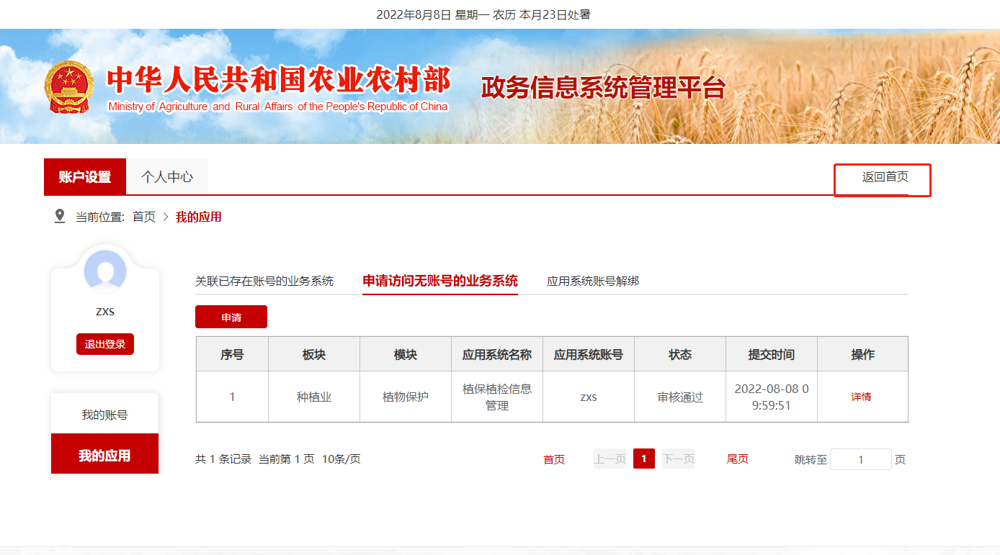 2022年8月8日 星期一 农历 本月23日处暑
中华人民共和国农业农村部
Ministry of Agriculture and Rural Affairs of the People's Republic of China
政务信息系统管理平台
账户设置 个人中心 返回首页
当前位置: 首页 > 我的应用
zxs
退出登录
我的账号
我的应用
关联已存在账号的业务系统 申请访问无账号的业务系统 应用系统账号解绑
申请
序号 板块 模块 应用系统名称 应用系统账号 状态 提交时间 操作
1 种植业 植物保护 植保植检信息管理 zxs 审核通过 2022-08-08 09:59:51 详情
共 1 条记录 当前第 1 页 10条/页 首页 上一页 1 下一页 尾页 跳转至 1 页